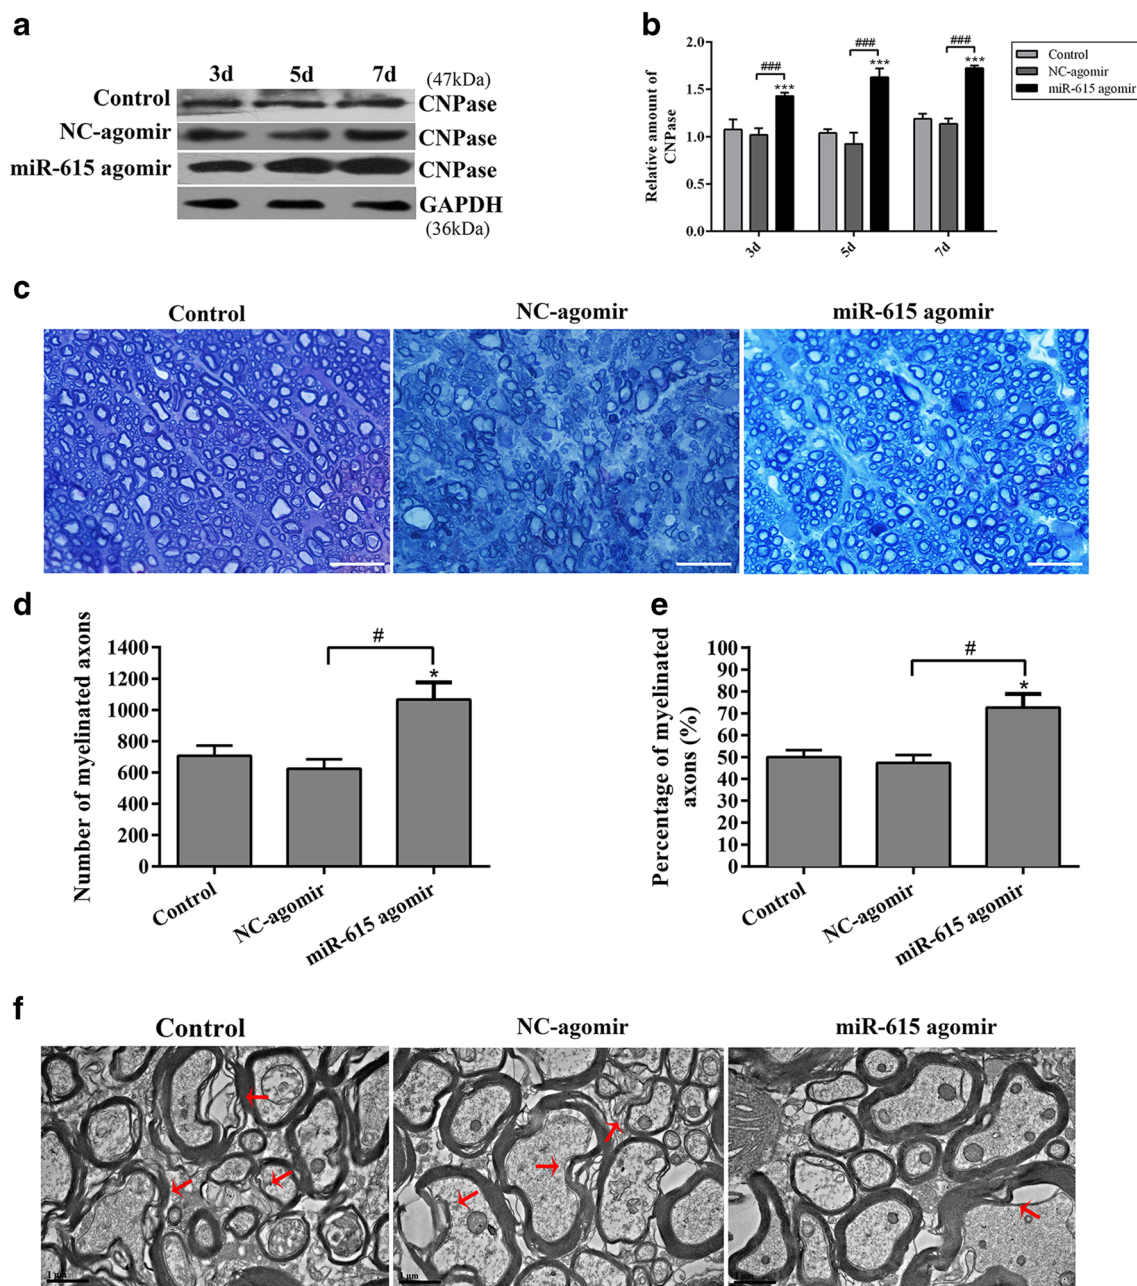 a
3d 5d 7d (47kDa)
Control CNPase
NC-agomir CNPase
miR-615 agomir CNPase
GAPDH
(36kDa)
b
Relative amount of
CNPase
2.0
1.5
1.0
0.5
0.0
### ### ###
*** *** ***
3d 5d 7d
Control
NC-agomir
miR-615 agomir
c
Control NC-agomir miR-615 agomir
d
Number of myelinated axons
1400
1200
1000
800
600
400
200
0
#
*
Control NC-agomir miR-615 agomir
e
Percentage of myelinated
axons (%)
100
90
80
70
60
50
40
30
20
10
0
#
*
Control NC-agomir miR-615 agomir
f
Control NC-agomir miR-615 agomir
1 μm 1 μm